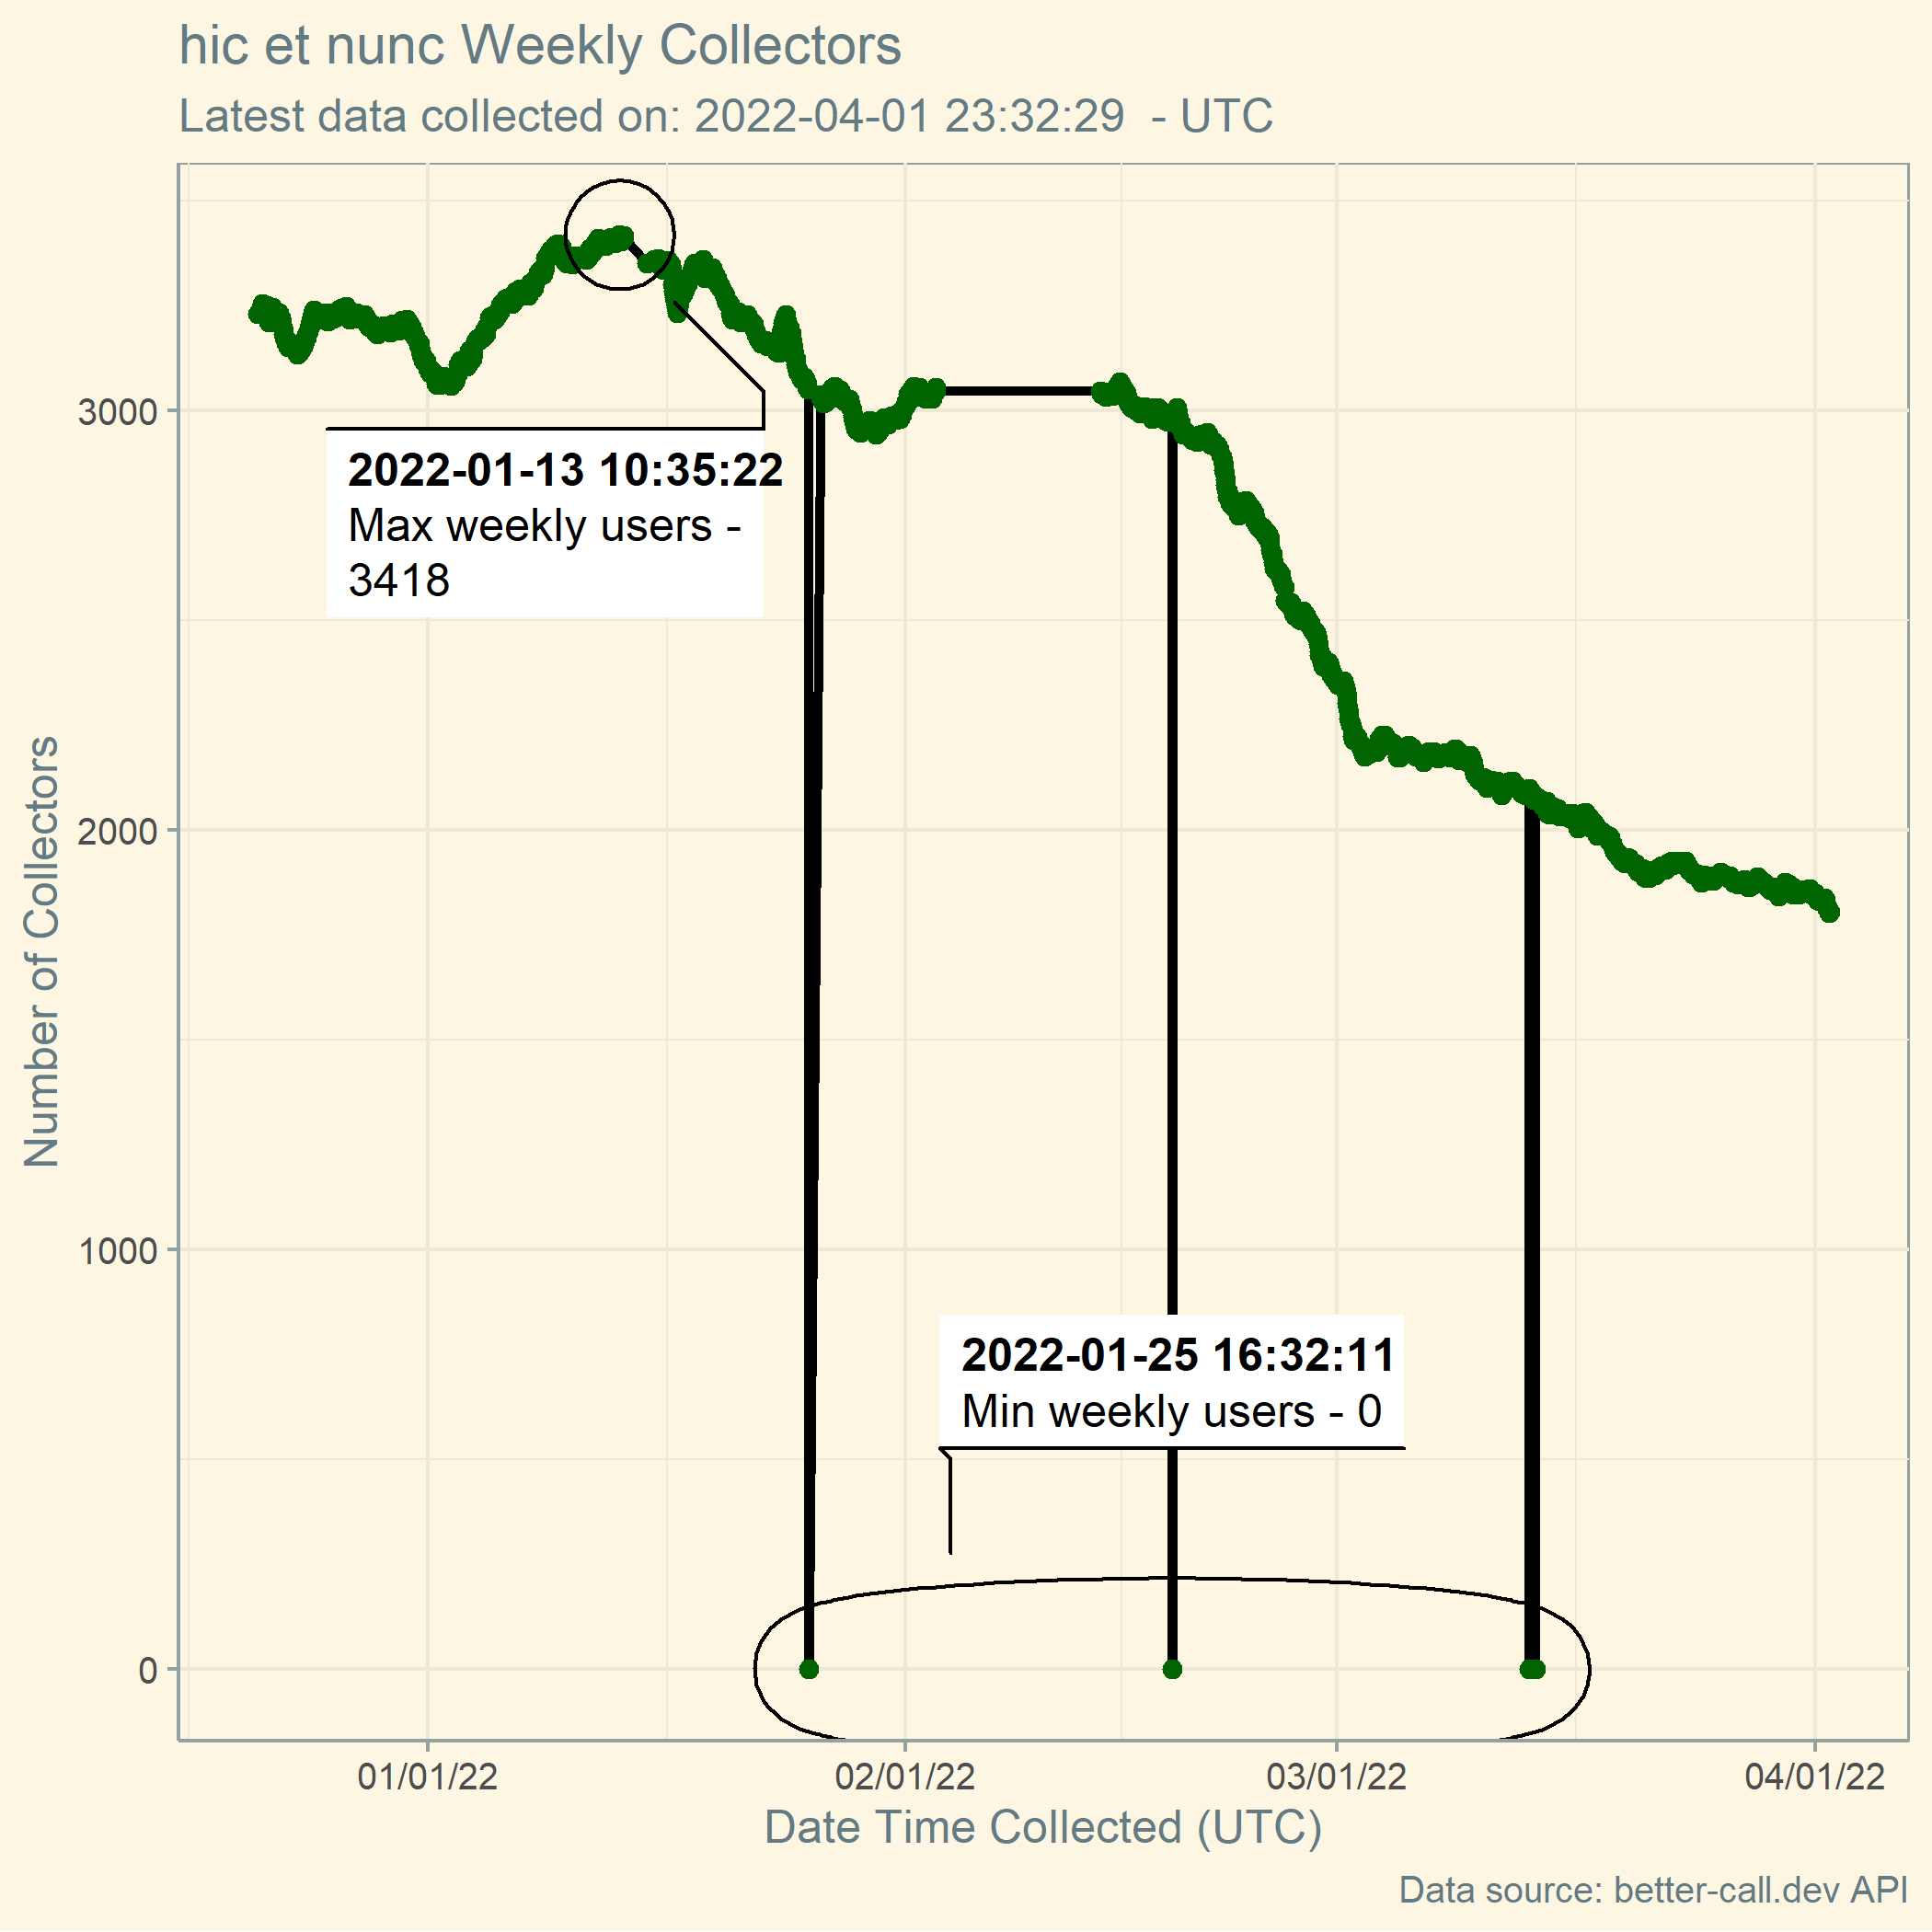 hic et nunc Weekly Collectors
Latest data collected on: 2022-04-01 23:32:29  - UTC
Number of Collectors
3000
2000
1000
0
2022-01-13 10:35:22
Max weekly users -
3418
2022-01-25 16:32:11
Min weekly users - 0
01/01/22
02/01/22
03/01/22
04/01/22
Date Time Collected (UTC)
Data source: better-call.dev API